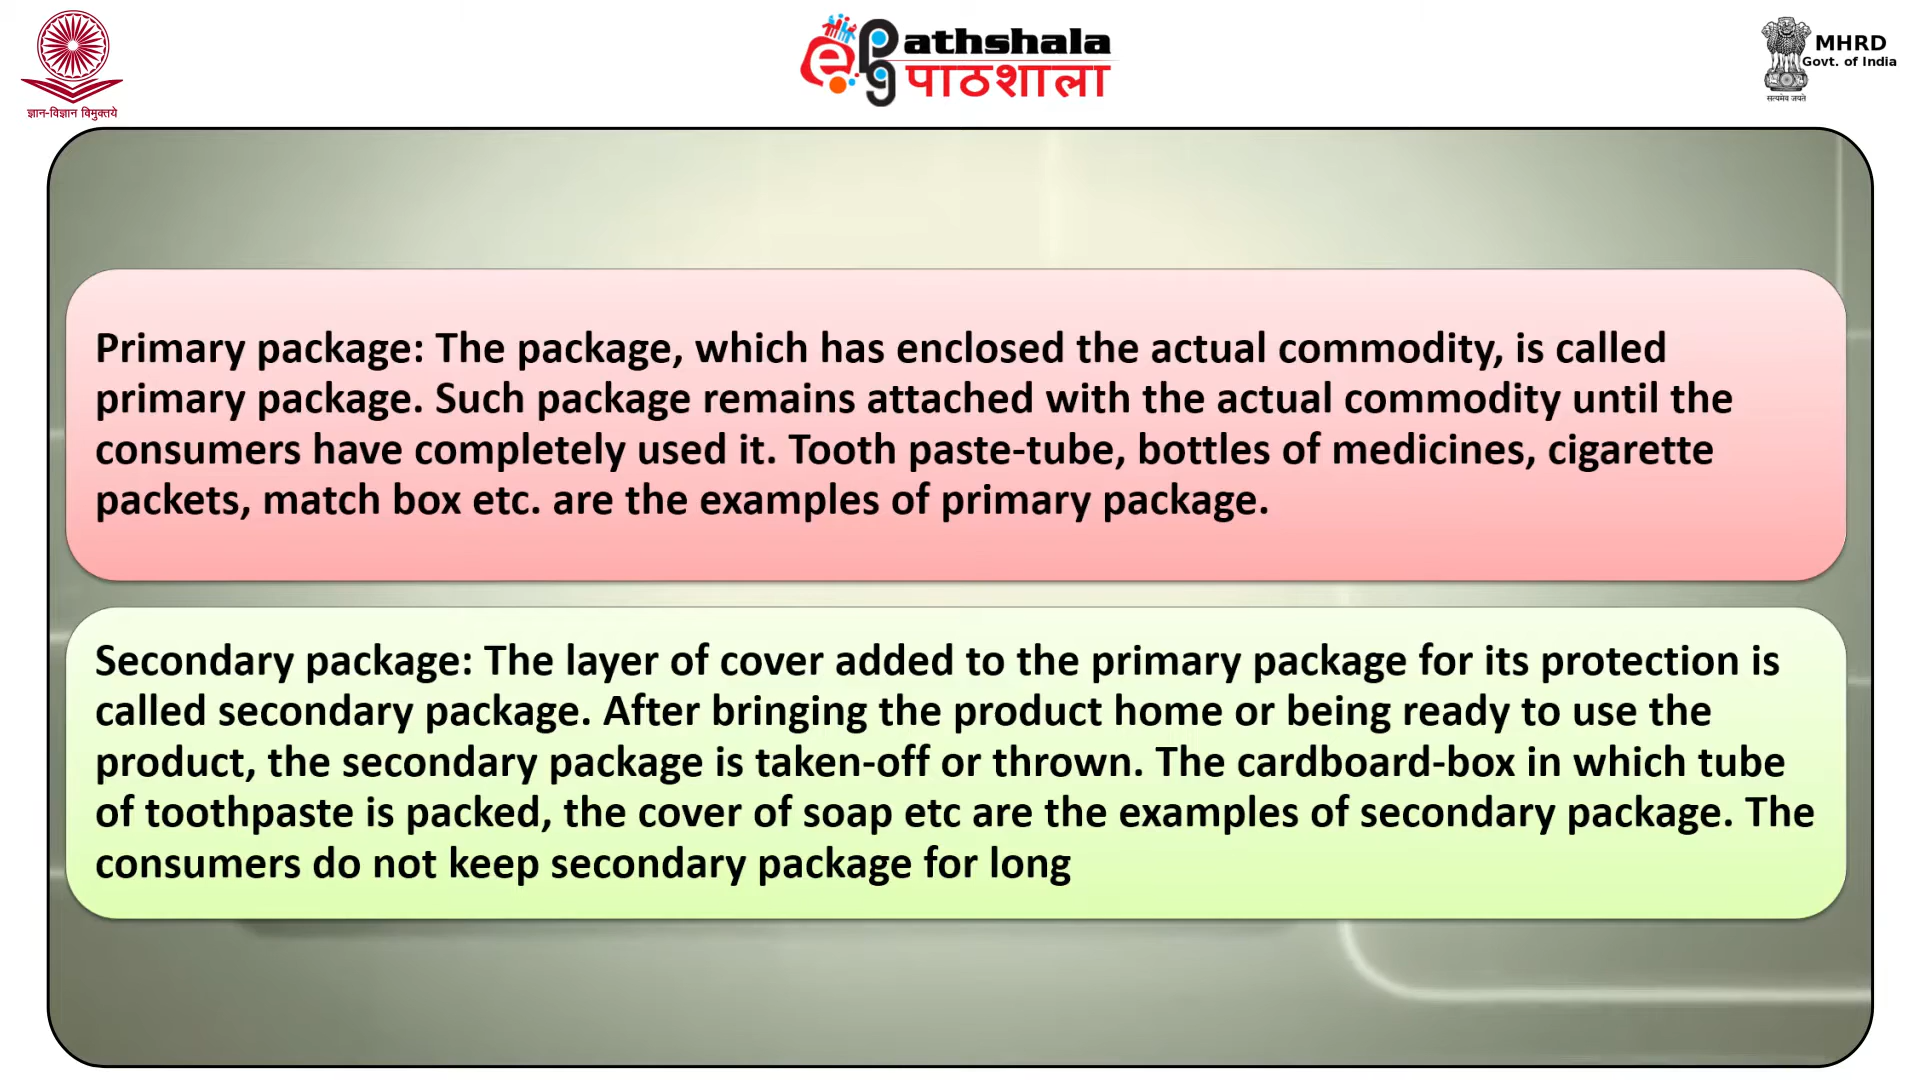 ज्ञान-विज्ञान विमुक्तये
e pg athshala
पाठशाला
MHRD
Govt. of India
सत्यमेव जयते
Primary package: The package, which has enclosed the actual commodity, is called
primary package. Such package remains attached with the actual commodity until the
consumers have completely used it. Tooth paste-tube, bottles of medicines, cigarette
packets, match box etc. are the examples of primary package.
Secondary package: The layer of cover added to the primary package for its protection is
called secondary package. After bringing the product home or being ready to use the
product, the secondary package is taken-off or thrown. The cardboard-box in which tube
of toothpaste is packed, the cover of soap etc are the examples of secondary package. The
consumers do not keep secondary package for long